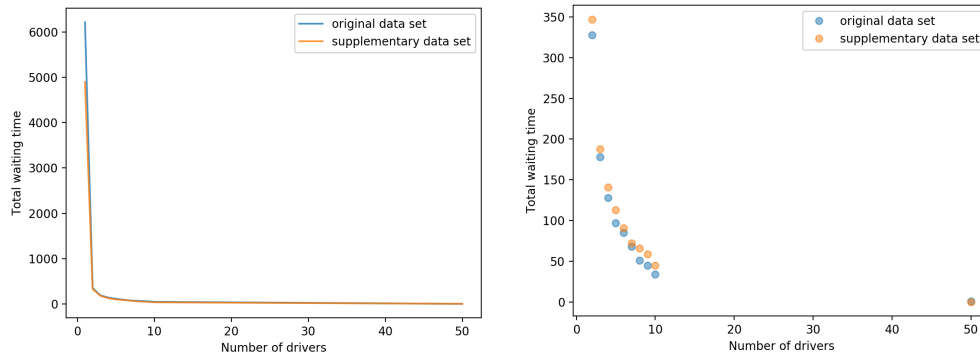 6000
5000
4000
3000
2000
1000
0
Total waiting time
0 10 20 30 40 50
Number of drivers
original data set
supplementary data set
350
300
250
200
150
100
50
0
Total waiting time
0 10 20 30 40 50
Number of drivers
original data set
supplementary data set